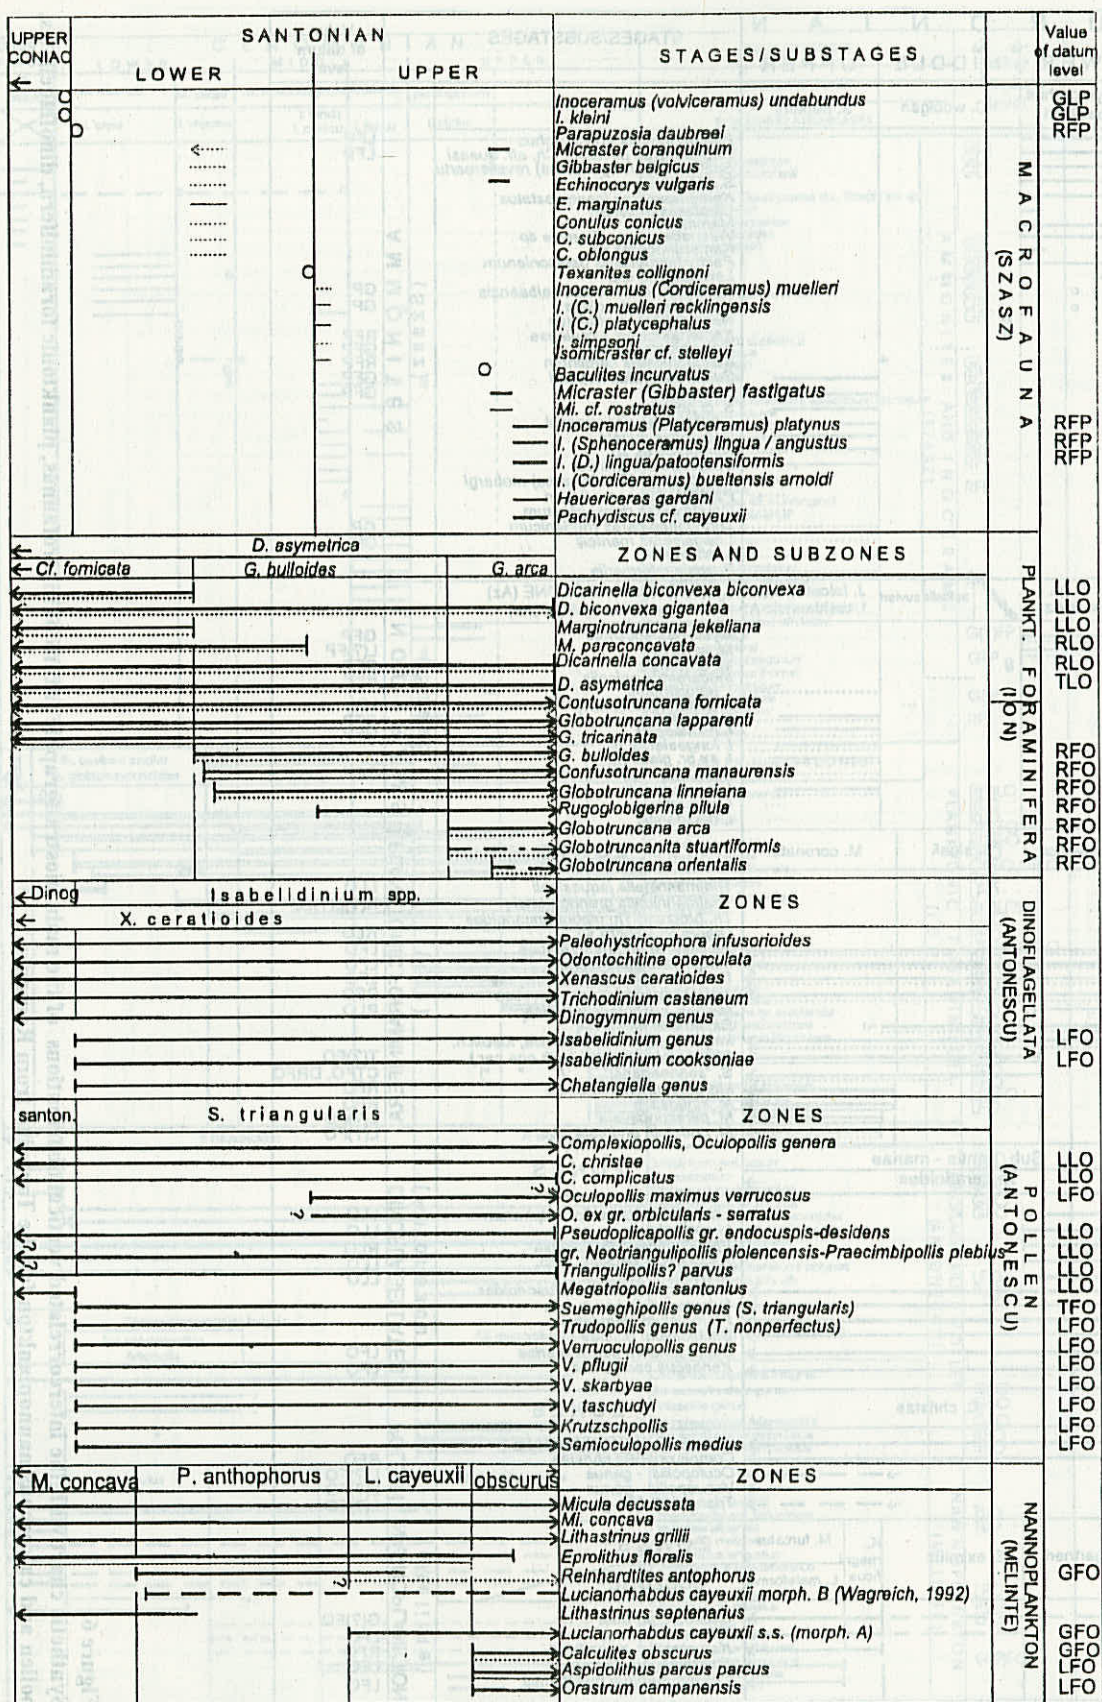 UPPER CONIAC
SANTONIAN
LOWER
UPPER
STAGES/SUBSTAGES
Value of datum level
Inoceramus (volviceramus) undabundus GLP
I. kleini GLP
Parapuzosia daubreei RFP
Micraster coranquinum
Gibbaster belgicus
Echinocorys vulgaris
E. marginatus
Conulus conicus
C. subconicus
C. oblongus
Texanites collignoni
Inoceramus (Cordiceramus) muelleri
I. (C.) muelleri recklingensis
I. (C.) platycephalus
I. simpsoni
Isomicraster cf. stelleyi
Baculites incurvatus
Micraster (Gibbaster) fastigatus
Mi. cf. rostratus
Inoceramus (Platyceramus) platynus RFP
I. (Sphenoceramus) lingua / angustus RFP
I. (D.) lingua/patootensiformis RFP
I. (Cordiceramus) bueltensis arnoldi
Hauericeras gardani
Pachydiscus cf. cayeuxii
MACROFAUNA
(SZASZ)
D. asymetrica
ZONES AND SUBZONES
Cf. fornicata
G. bulloides
G. arca
Dicarinella biconvexa biconvexa LLO
D. biconvexa gigantea LLO
Marginotruncana jekeliana LLO
M. paraconcavata RLO
Dicarinella concavata RLO
D. asymetrica TLO
Contusotruncana fornicata
Globotruncana lapparenti
G. tricarinata
G. bulloides RFO
Confusotruncana manaurensis RFO
Globotruncana linneiana RFO
Rugoglobigerina pilula RFO
Globotruncana arca RFO
Globotruncanita stuartiformis RFO
Globotruncana orientalis RFO
PLANKT. FORAMINIFERA
(ION)
Dinog
Isabelidinium spp.
ZONES
X. ceratioides
Paleohystricophora infusorioides
Odontochitina operculata
Xenascus ceratioides
Trichodinium castaneum
Dinogymnum genus
Isabelidinium genus LFO
Isabelidinium cooksoniae LFO
Chatangiella genus
DINOFLAGELLATA
(ANTONESCU)
santon.
S. triangularis
ZONES
Complexiopollis, Oculopollis genera
C. christae LLO
C. complicatus LLO
? Oculopollis maximus verrucosus LFO
? O. ex gr. orbicularis - serratus
Pseudoplicapollis gr. endocuspis-desidens LLO
? gr. Neotriangulipollis piolencensis-Praecimbipollis plebius LLO
? Triangulipollis? parvus LLO
Megatriopollis santonius LLO
Suemeghipollis genus (S. triangularis) TFO
Trudopollis genus (T. nonperfectus) LFO
Verruoculopollis genus LFO
V. pflugii LFO
V. skarbyae LFO
V. taschudyi LFO
Krutzschpollis LFO
Semioculopollis medius LFO
POLLEN
(ANTONESCU)
M. concava
P. anthophorus
L. cayeuxii
obscurus
ZONES
Micula decussata
Mi. concava
Lithastrinus grillii
Eprolithus floralis
Reinhardtites antophorus GFO
? Lucianorhabdus cayeuxii morph. B (Wagreich, 1992)
Lithastrinus septenarius
Lucianorhabdus cayeuxii s.s. (morph. A) GFO
Calculites obscurus GFO
Aspidolithus parcus parcus LFO
Orastrum campanensis LFO
NANNOPLANKTON
(MELINTE)